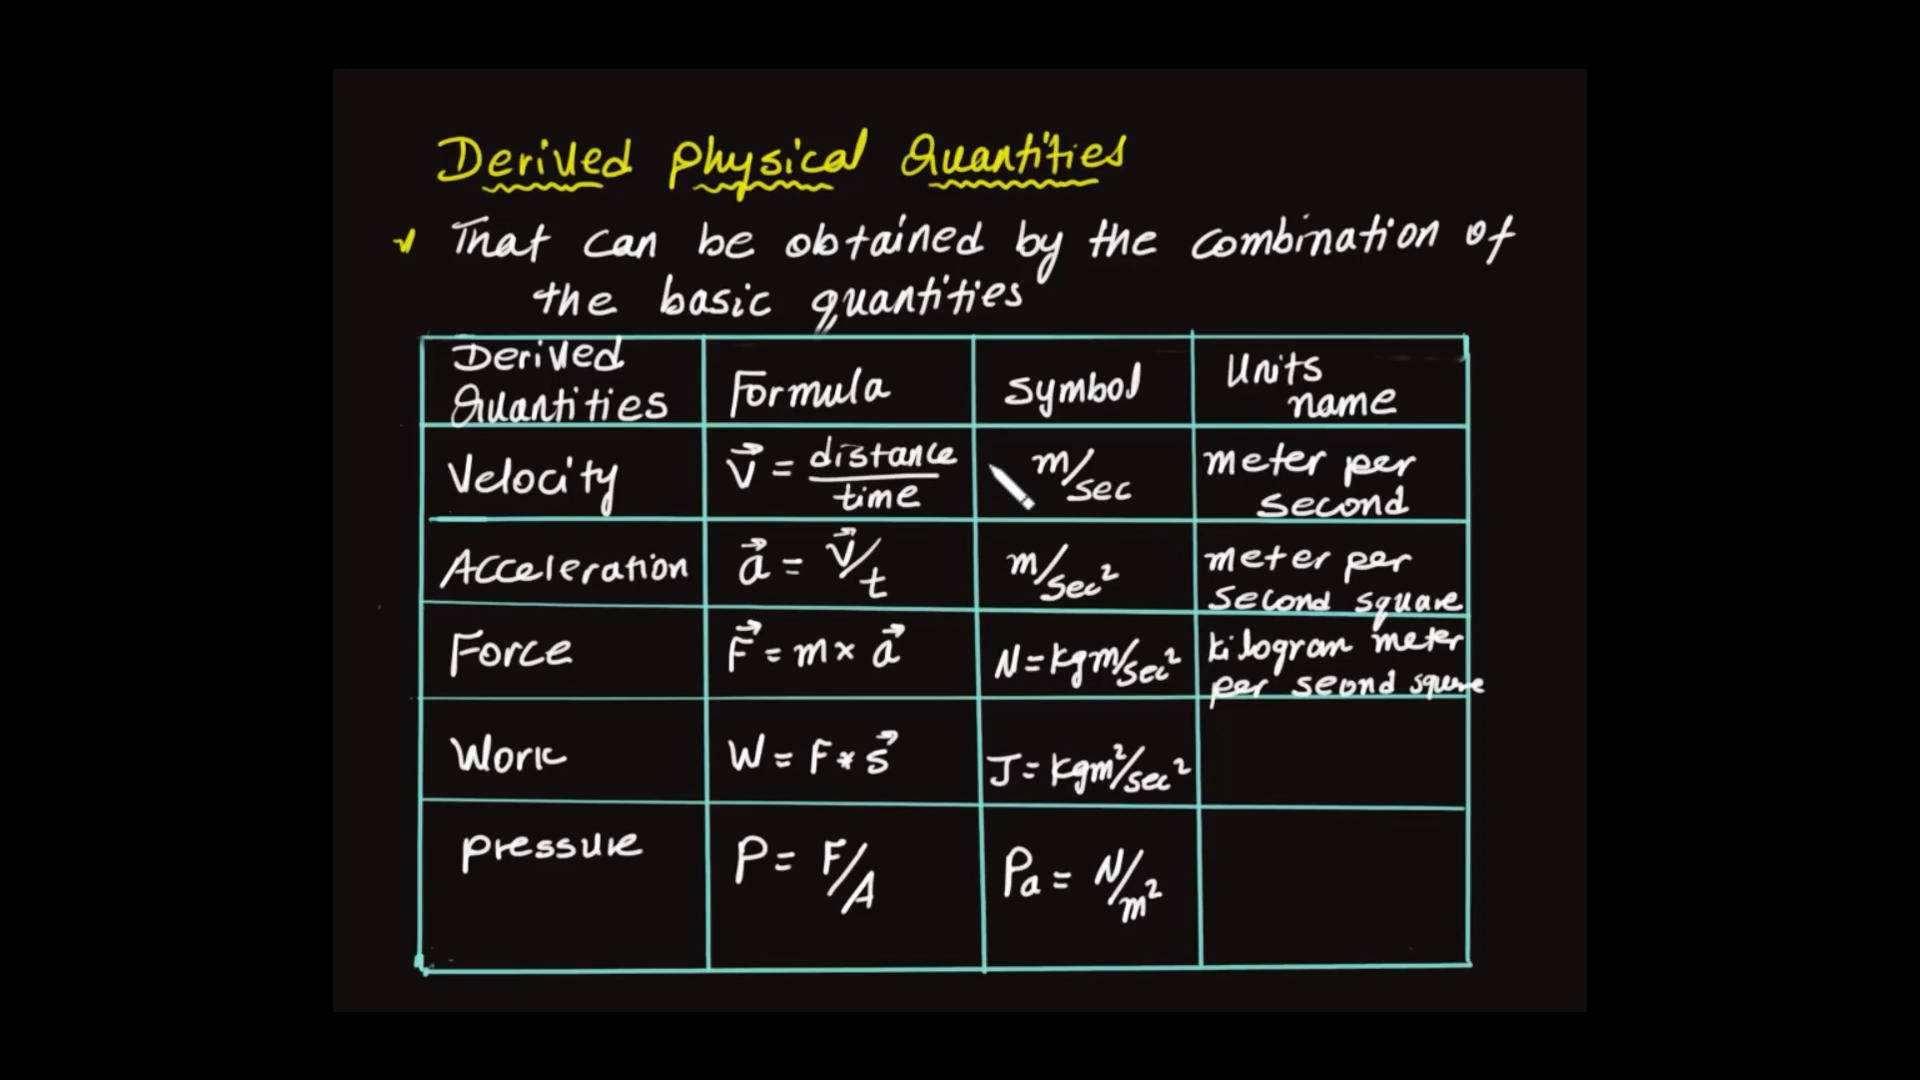 Derived Physical Quantities
✓ That can be obtained by the combination of
the basic quantities
Derived Quantities | Formula | Symbol | Units name
Velocity | v⃗ = distance/time | m/sec | meter per second
Acceleration | a⃗ = v⃗/t | m/sec² | meter per second square
Force | F⃗ = m × a⃗ | N = kgm/sec² | kilogram meter per seond square
Work | W = F * s⃗ | J = kgm²/sec²
pressure | P = F/A | Pa = N/m²